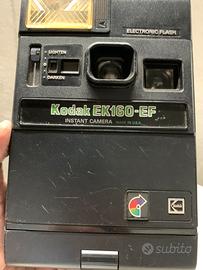 ELECTRONIC FLASH
LIGHTEN
DARKEN
Kodak EK160-EF
INSTANT CAMERA MADE IN U.S.A.
Kodak
subito